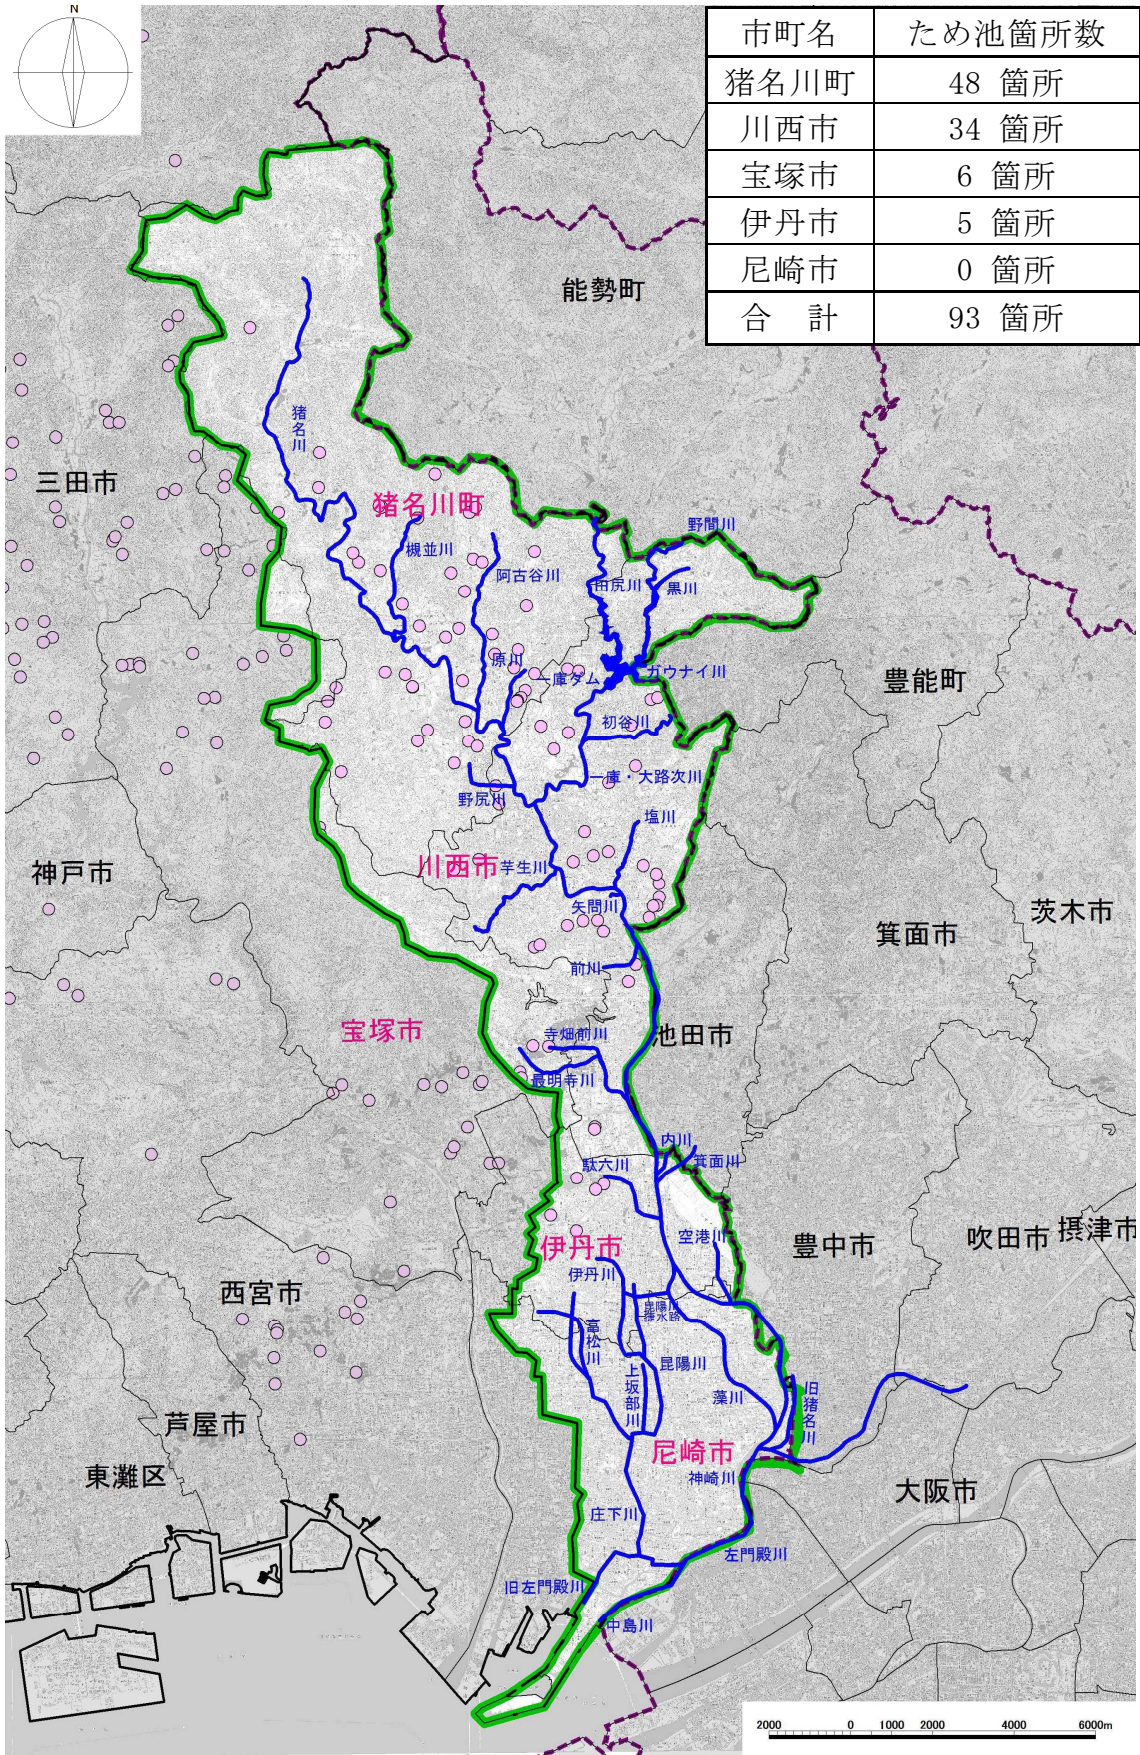 N
市町名 ため池箇所数
猪名川町 48 箇所
川西市 34 箇所
宝塚市 6 箇所
伊丹市 5 箇所
尼崎市 0 箇所
合 計 93 箇所
能勢町
猪名川
三田市
猪名川町
野間川
槻並川
阿古谷川
田尻川
黒川
原川
一庫ダム
ガウナイ川
豊能町
初谷川
一庫・大路次川
野尻川
塩川
神戸市
川西市
芋生川
矢問川
茨木市
箕面市
前川
宝塚市
寺畑前川
池田市
最明寺川
内川
駄六川
箕面川
空港川
伊丹市
豊中市
吹田市
摂津市
伊丹川
西宮市
昆陽川
捷水路
富松川
昆陽川
上坂部川
藻川
旧猪名川
芦屋市
尼崎市
東灘区
神崎川
大阪市
庄下川
左門殿川
旧左門殿川
中島川
2000 0 1000 2000 4000 6000m